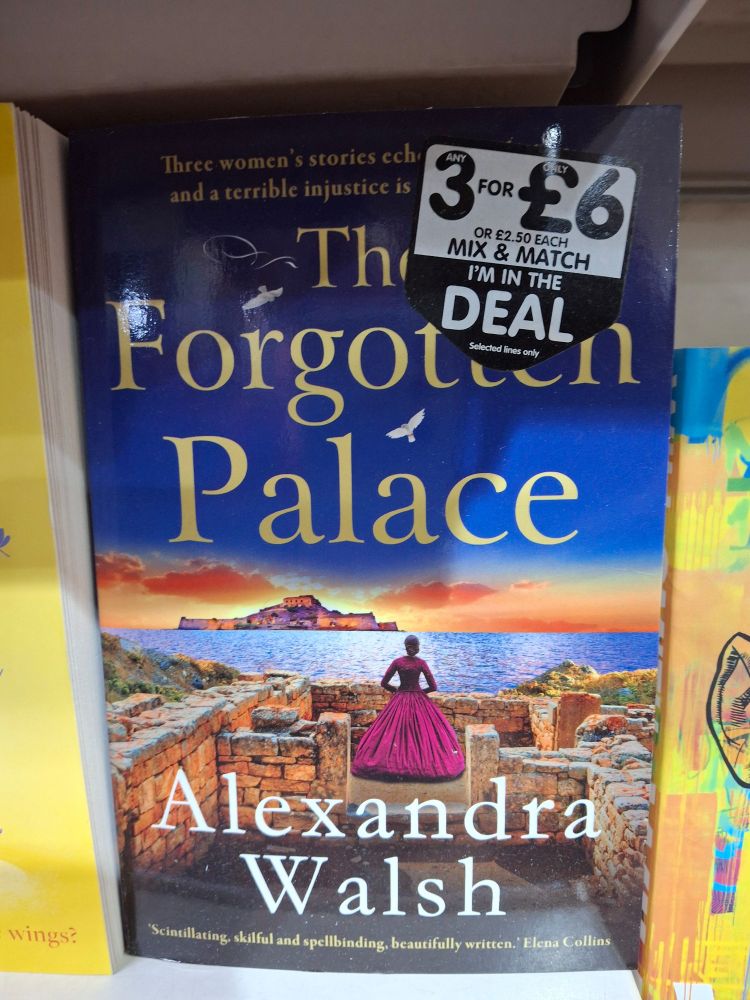 Three women's stories
and a terrible injustice is
The
Forgotten
Palace
ANY
3 FOR ONLY £6
OR £2.50 EACH
MIX & MATCH
I'M IN THE
DEAL
Selected lines only
Alexandra
Walsh
'Scintillating, skilful and spellbinding, beautifully written.' Elena Collins
wings?